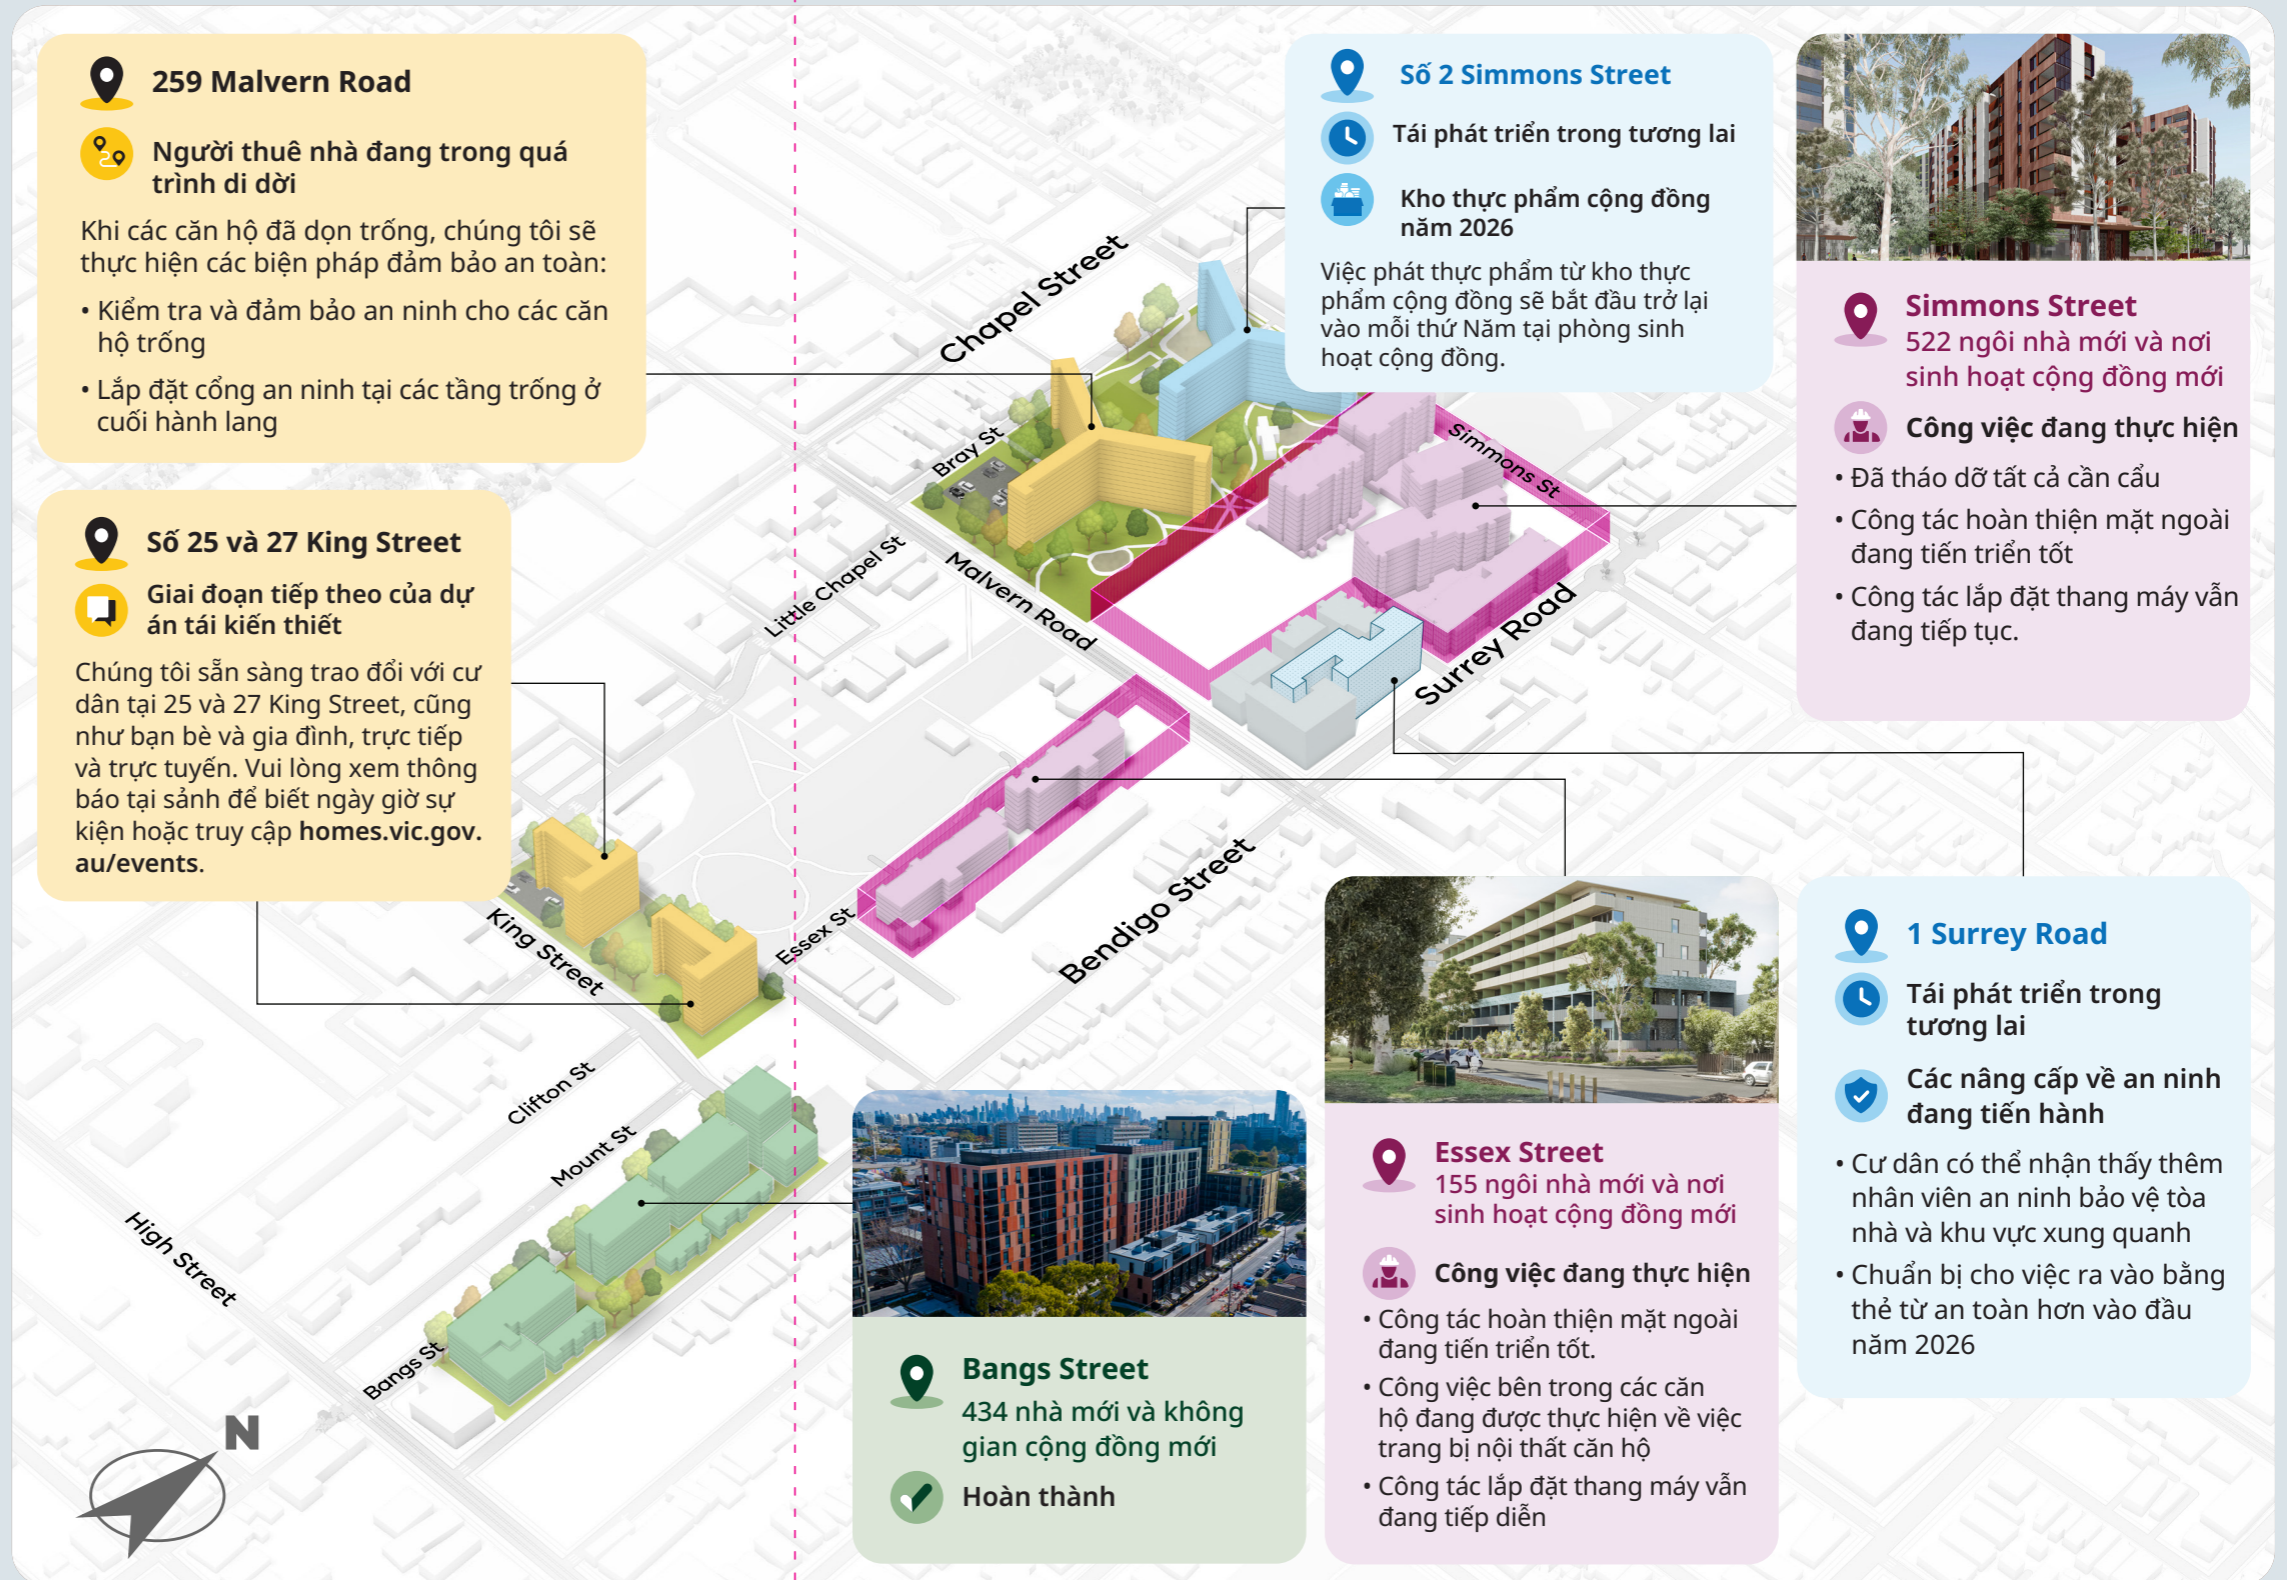 259 Malvern Road
Người thuê nhà đang trong quá
trình di dời
Khi các căn hộ đã dọn trống, chúng tôi sẽ
thực hiện các biện pháp đảm bảo an toàn:
• Kiểm tra và đảm bảo an ninh cho các căn
hộ trống
• Lắp đặt cổng an ninh tại các tầng trống ở
cuối hành lang
Số 25 và 27 King Street
Giai đoạn tiếp theo của dự
án tái kiến thiết
Chúng tôi sẵn sàng trao đổi với cư
dân tại 25 và 27 King Street, cũng
như bạn bè và gia đình, trực tiếp
và trực tuyến. Vui lòng xem thông
báo tại sảnh để biết ngày giờ sự
kiện hoặc truy cập homes.vic.gov.
au/events.
Số 2 Simmons Street
Tái phát triển trong tương lai
Kho thực phẩm cộng đồng
năm 2026
Việc phát thực phẩm từ kho thực
phẩm cộng đồng sẽ bắt đầu trở lại
vào mỗi thứ Năm tại phòng sinh
hoạt cộng đồng.
Simmons Street
522 ngôi nhà mới và nơi
sinh hoạt cộng đồng mới
Công việc đang thực hiện
• Đã tháo dỡ tất cả cần cẩu
• Công tác hoàn thiện mặt ngoài
đang tiến triển tốt
• Công tác lắp đặt thang máy vẫn
đang tiếp tục.
Chapel Street
Bray St
Simmons St
Little Chapel St
Malvern Road
Surrey Road
King Street
Essex St
Bendigo Street
Clifton St
Mount St
High Street
Bangs St
N
Bangs Street
434 nhà mới và không
gian cộng đồng mới
Hoàn thành
Essex Street
155 ngôi nhà mới và nơi
sinh hoạt cộng đồng mới
Công việc đang thực hiện
• Công tác hoàn thiện mặt ngoài
đang tiến triển tốt.
• Công việc bên trong các căn
hộ đang được thực hiện về việc
trang bị nội thất căn hộ
• Công tác lắp đặt thang máy vẫn
đang tiếp diễn
1 Surrey Road
Tái phát triển trong
tương lai
Các nâng cấp về an ninh
đang tiến hành
• Cư dân có thể nhận thấy thêm
nhân viên an ninh bảo vệ tòa
nhà và khu vực xung quanh
• Chuẩn bị cho việc ra vào bằng
thẻ từ an toàn hơn vào đầu
năm 2026